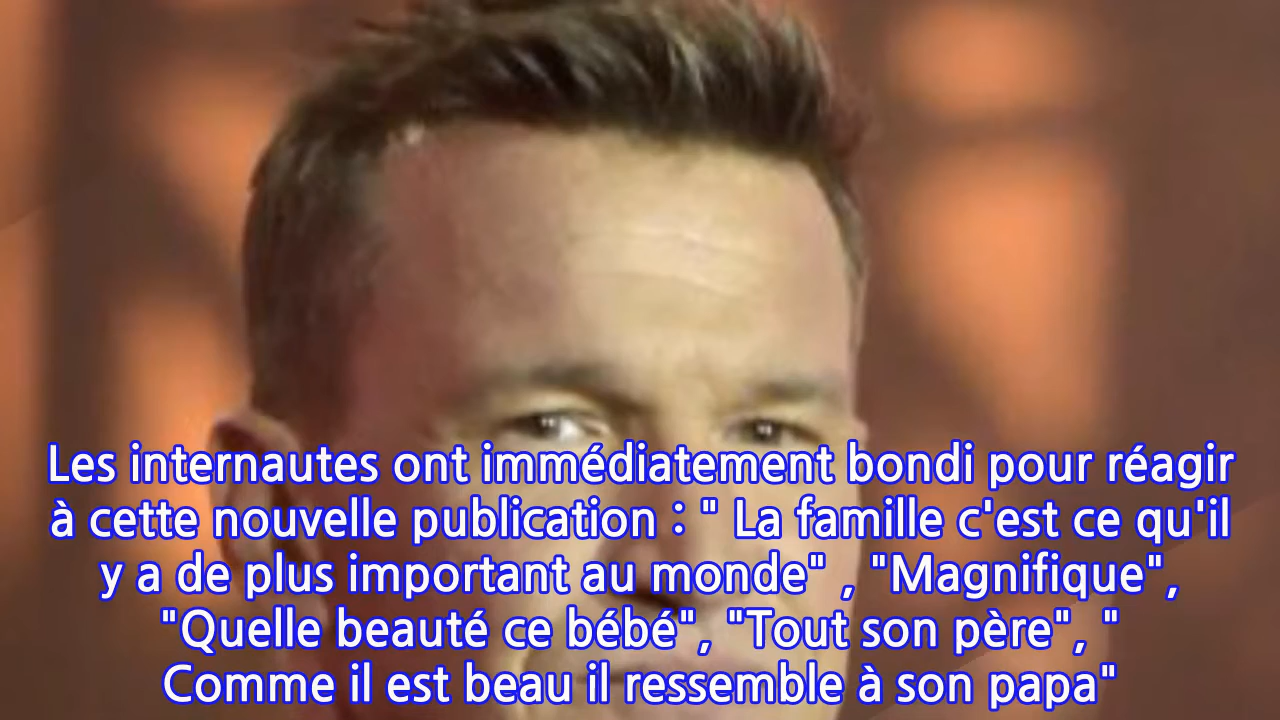 Les internautes ont immédiatement bondi pour réagir
à cette nouvelle publication : " La famille c'est ce qu'il
y a de plus important au monde" , "Magnifique",
"Quelle beauté ce bébé", "Tout son père", "
Comme il est beau il ressemble à son papa"